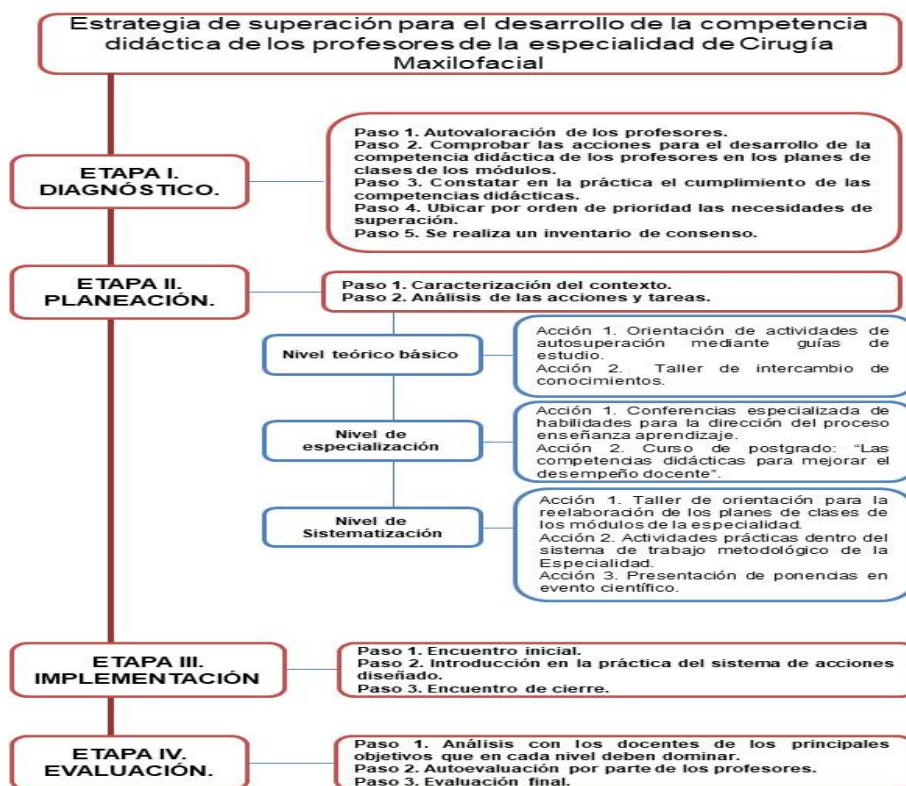 Estrategia de superación para el desarrollo de la competencia
didáctica de los profesores de la especialidad de Cirugía
Maxilofacial
ETAPA I.
DIAGNÓSTICO.
Paso 1. Autovaloración de los profesores.
Paso 2. Comprobar las acciones para el desarrollo de la
competencia didáctica de los profesores en los planes de
clases de los módulos.
Paso 3. Constatar en la práctica el cumplimiento de las
competencias didácticas.
Paso 4. Ubicar por orden de prioridad las necesidades de
superación.
Paso 5. Se realiza un inventario de consenso.
ETAPA II.
PLANEACIÓN.
Paso 1. Caracterización del contexto.
Paso 2. Análisis de las acciones y tareas.
Nivel teórico básico
Acción 1. Orientación de actividades de
autosuperación mediante guías de
estudio.
Acción 2. Taller de intercambio de
conocimientos.
Nivel de
especialización
Acción 1. Conferencias especializada de
habilidades para la dirección del proceso
enseñanza aprendizaje.
Acción 2. Curso de postgrado: "Las
competencias didácticas para mejorar el
desempeño docente".
Nivel de
Sistematización
Acción 1. Taller de orientación para la
reelaboración de los planes de clases de
los módulos de la especialidad.
Acción 2. Actividades prácticas dentro del
sistema de trabajo metodológico de la
Especialidad.
Acción 3. Presentación de ponencias en
evento científico.
ETAPA III.
IMPLEMENTACIÓN
Paso 1. Encuentro inicial.
Paso 2. Introducción en la práctica del sistema de acciones
diseñado.
Paso 3. Encuentro de cierre.
ETAPA IV.
EVALUACIÓN.
Paso 1. Análisis con los docentes de los principales
objetivos que en cada nivel deben dominar.
Paso 2. Autoevaluación por parte de los profesores.
Paso 3. Evaluación final.